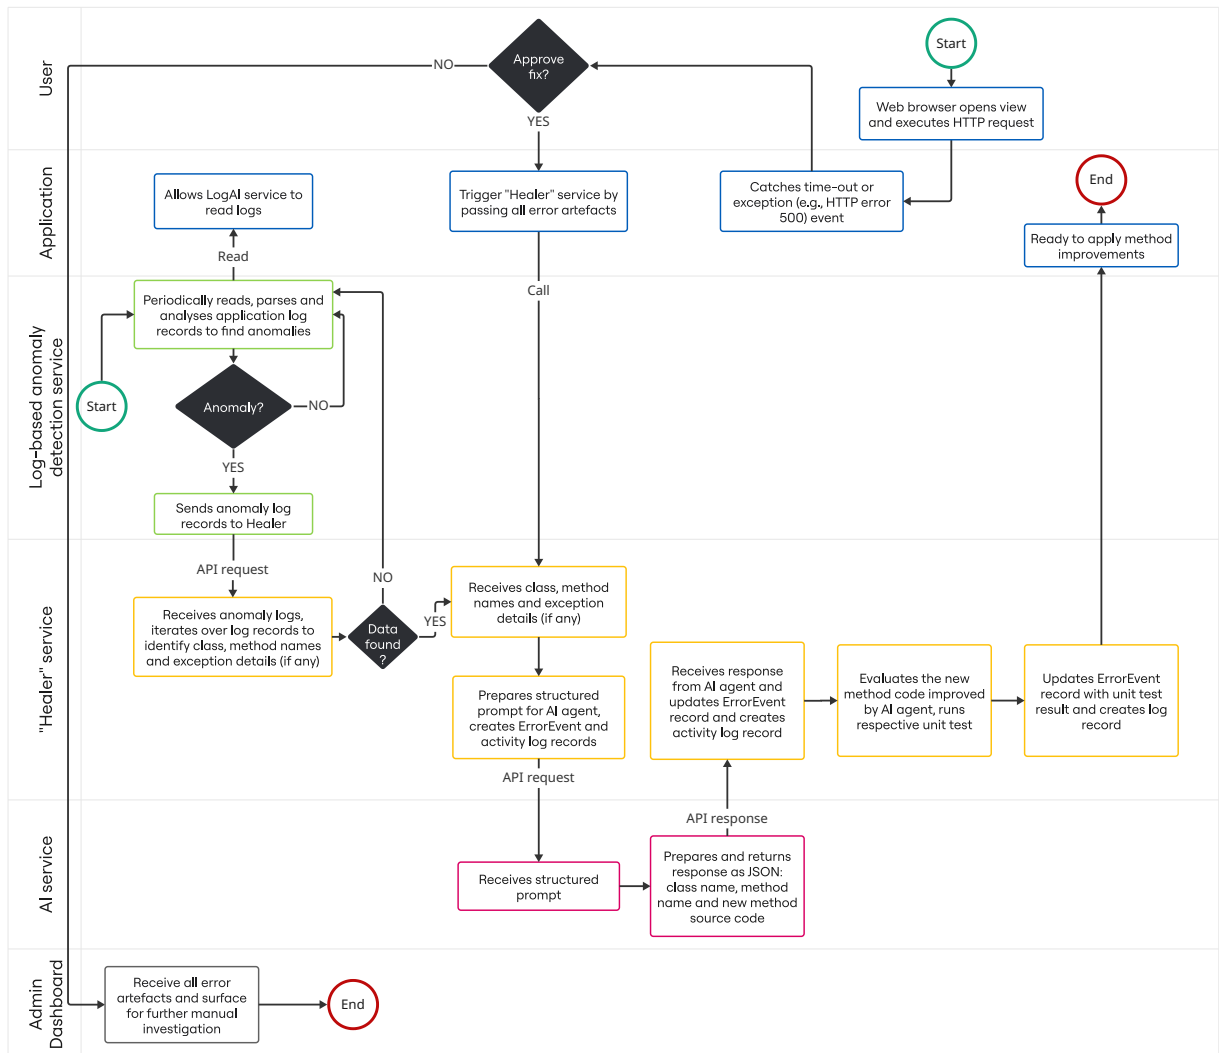 User
Approve
fix?
NO
YES
Start
Web browser opens view
and executes HTTP request
Application
Allows LogAI service to
read logs
Read
Trigger "Healer" service by
passing all error artefacts
Call
Catches time-out or
exception (e.g., HTTP error
500) event
End
Ready to apply method
improvements
Log-based anomaly
detection service
Periodically reads, parses and
analyses application log
records to find anomalies
Start
Anomaly?
NO
YES
Sends anomaly log
records to Healer
API request
"Healer" service
Receives anomaly logs,
iterates over log records to
identify class, method names
and exception details (if any)
NO
Data
found
?
YES
Receives class, method
names and exception
details (if any)
Prepares structured
prompt for AI agent,
creates ErrorEvent and
activity log records
API request
Receives response
from AI agent and
updates ErrorEvent
record and creates
activity log record
Evaluates the new
method code improved
by AI agent, runs
respective unit test
Updates ErrorEvent
record with unit test
result and creates log
record
AI service
Receives structured
prompt
API response
Prepares and returns
response as JSON:
class name, method
name and new method
source code
Admin
Dashboard
Receive all error
artefacts and surface
for further manual
investigation
End